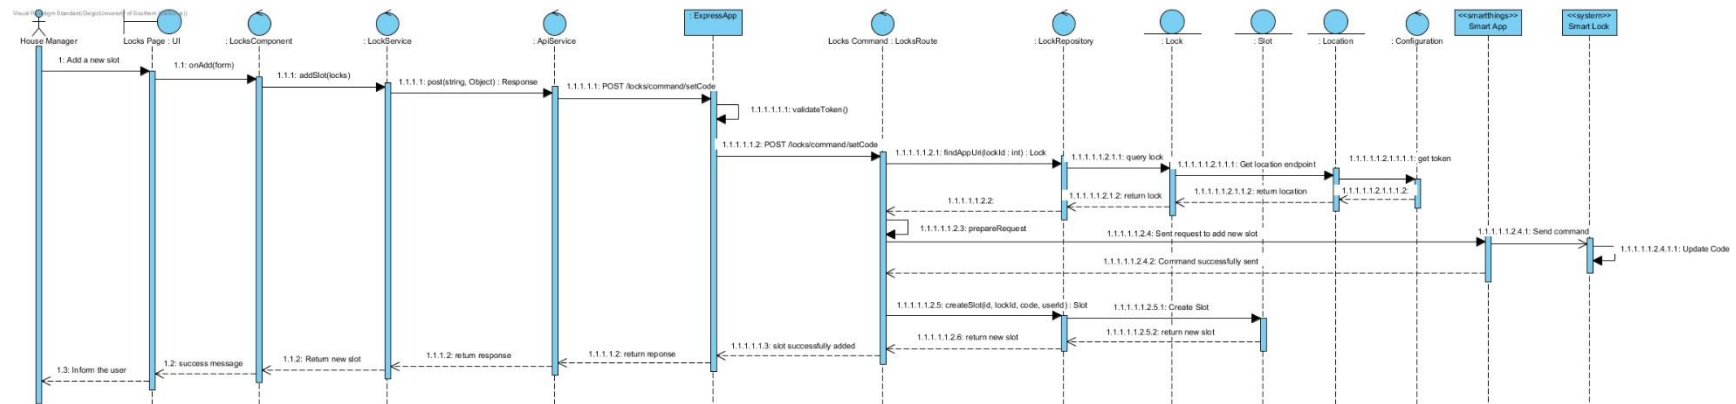 Visual Paradigm Standard(Diego(University of Southern
House Manager
Locks Page : UI
: LocksComponent
: LockService
: ApiService
: ExpressApp
Locks Command : LocksRoute
: LockRepository
: Lock
: Slot
: Location
: Configuration
<<smartthings>>
Smart App
<<system>>
Smart Lock
1: Add a new slot
1.1: onAdd(form)
1.1.1: addSlot(locks)
1.1.1.1: post(string, Object) : Response
1.1.1.1.1: POST /locks/command/setCode
1.1.1.1.1.1: validateToken()
1.1.1.1.1.2: POST /locks/command/setCode
1.1.1.1.1.2.1: findAppUri(lockId : int) : Lock
1.1.1.1.1.2.1.1: query lock
1.1.1.1.1.2.1.1.1: Get location endpoint
1.1.1.1.1.2.1.1.1.1: get token
1.1.1.1.1.2.1.1.1.2:
1.1.1.1.1.2.1.1.2: return location
1.1.1.1.1.2.1.2: return lock
1.1.1.1.1.2.2:
1.1.1.1.1.2.3: prepareRequest
1.1.1.1.1.2.4: Sent request to add new slot
1.1.1.1.1.2.4.1: Send command
1.1.1.1.1.2.4.1.1: Update Code
1.1.1.1.1.2.4.2: Command successfully sent
1.1.1.1.1.2.5: createSlot(id, lockId, code, userId) : Slot
1.1.1.1.1.2.5.1: Create Slot
1.1.1.1.1.2.5.2: return new slot
1.1.1.1.1.2.6: return new slot
1.1.1.1.1.3: slot successfully added
1.1.1.1.2: return reponse
1.1.1.2: return response
1.1.2: Return new slot
1.2: success message
1.3: Inform the user